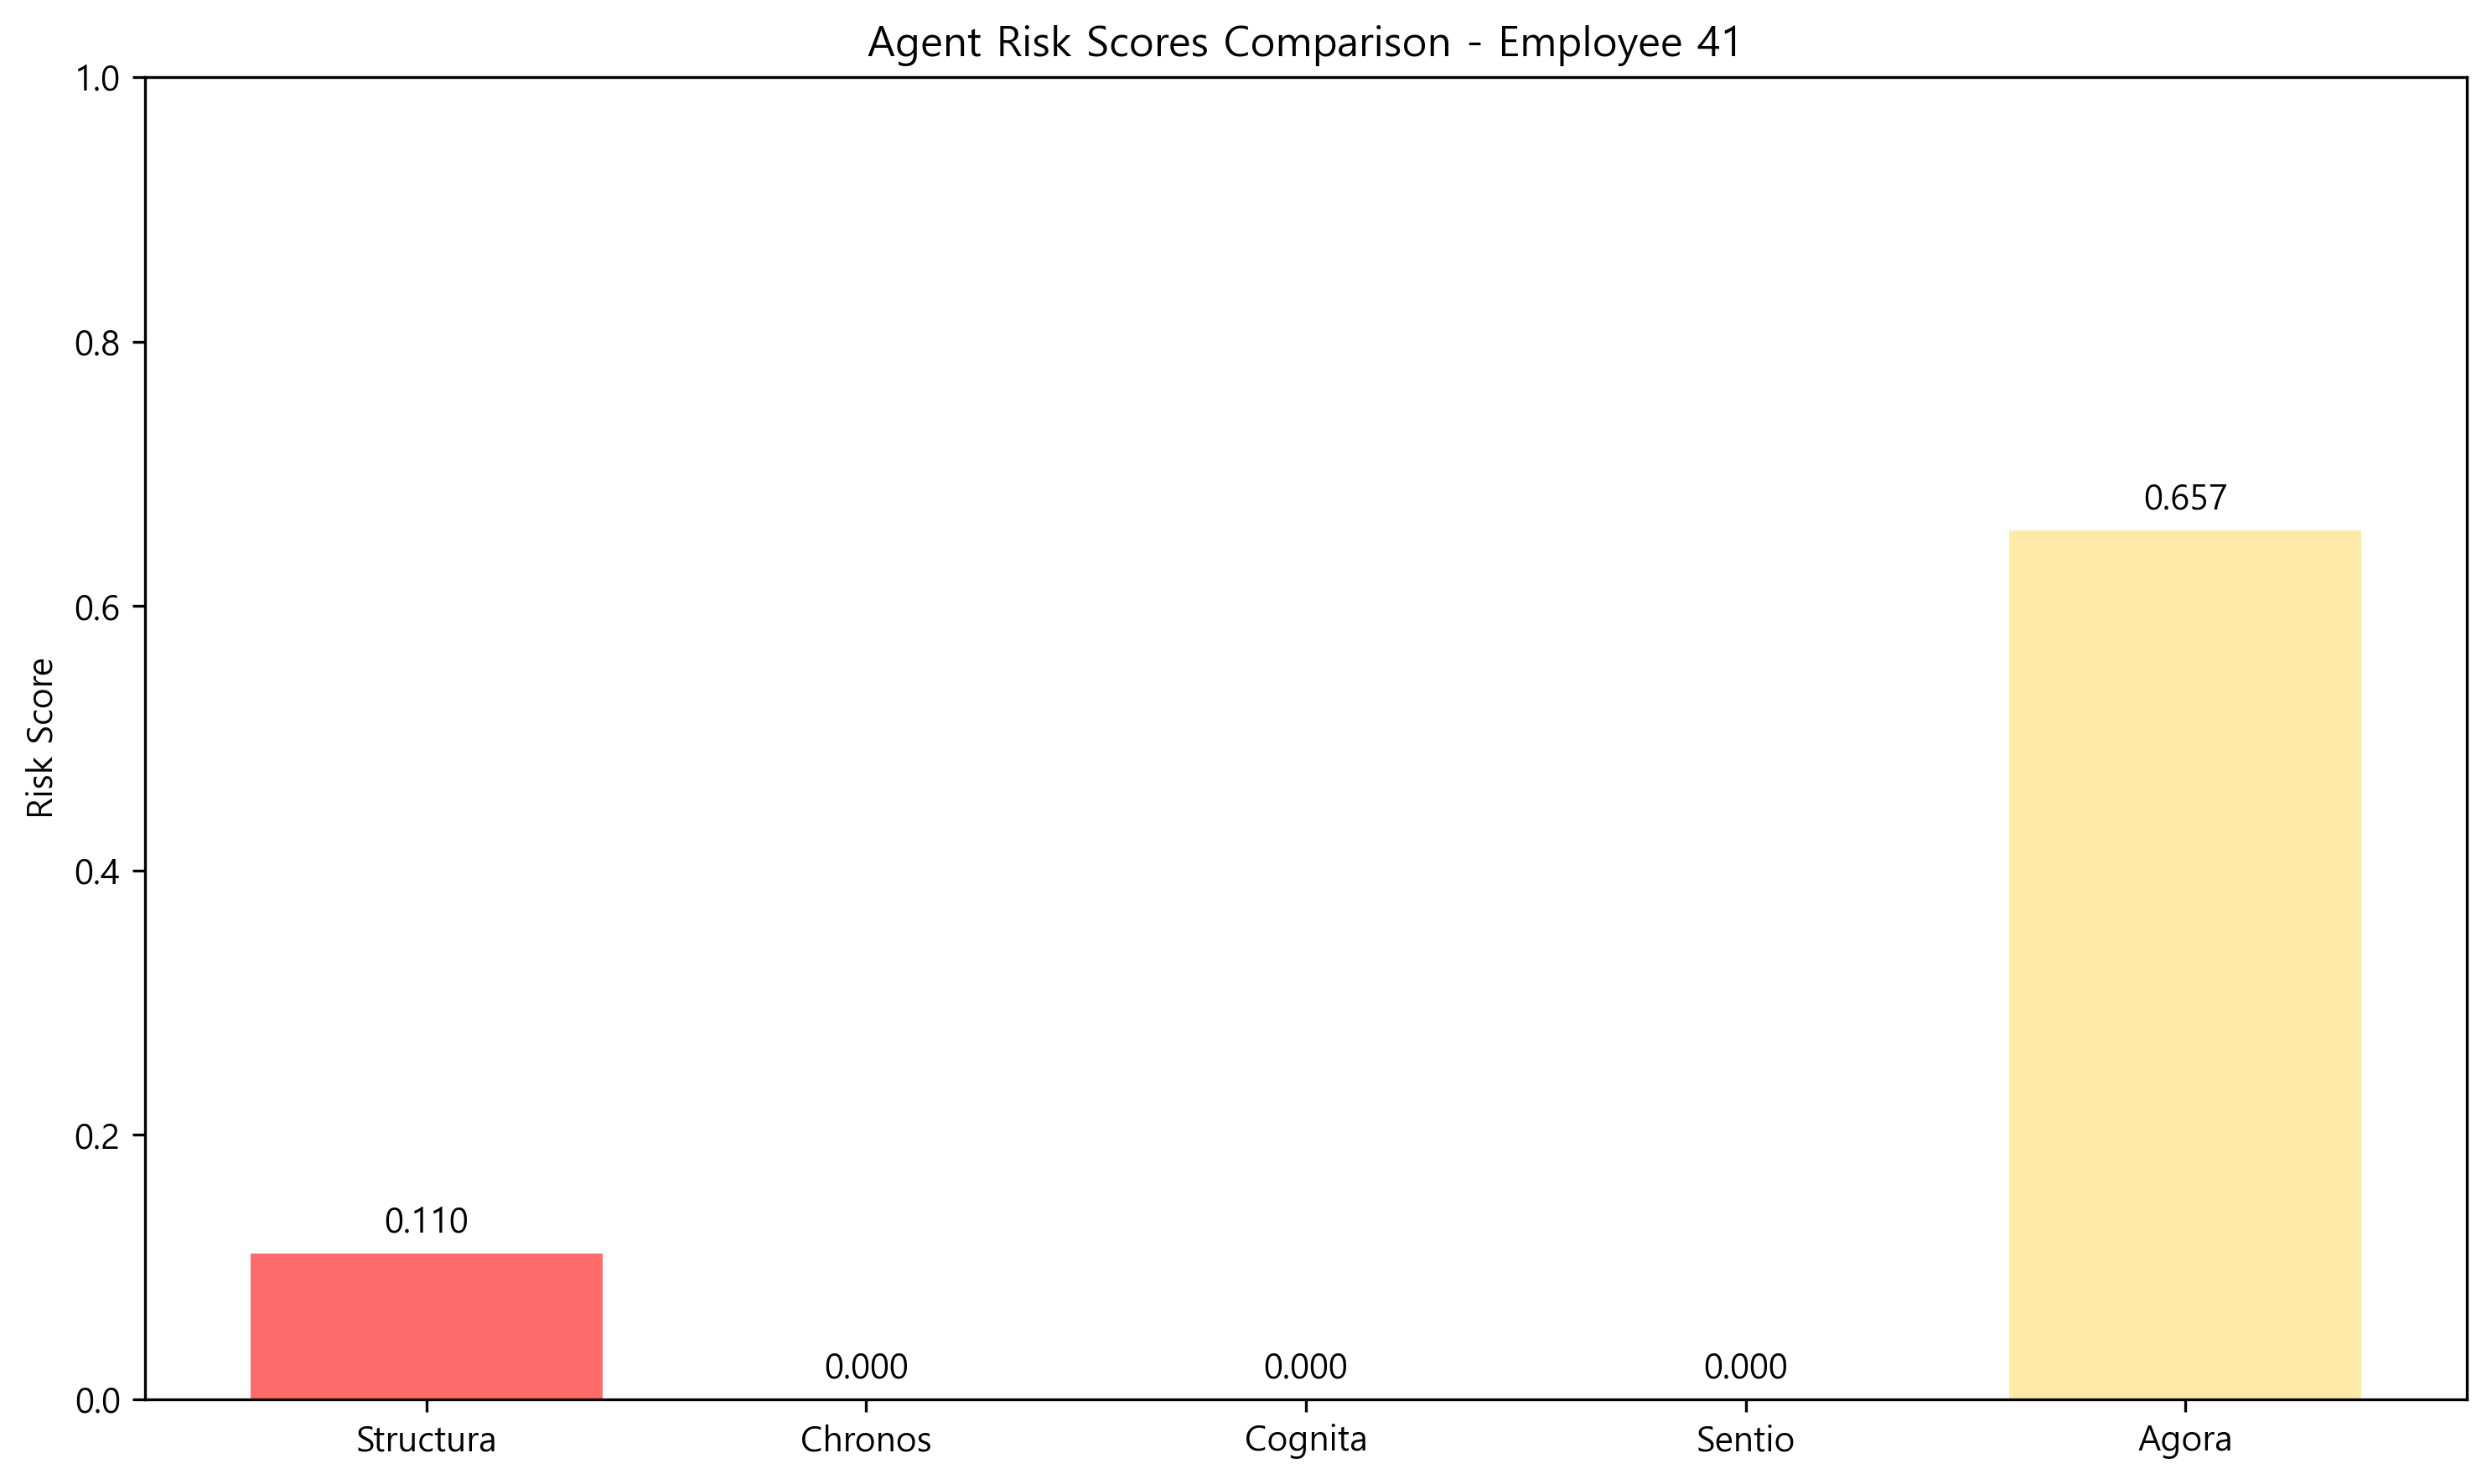 Agent Risk Scores Comparison - Employee 41
Risk Score
1.0
0.8
0.6
0.4
0.2
0.0
0.110
0.000
0.000
0.000
0.657
Structura
Chronos
Cognita
Sentio
Agora